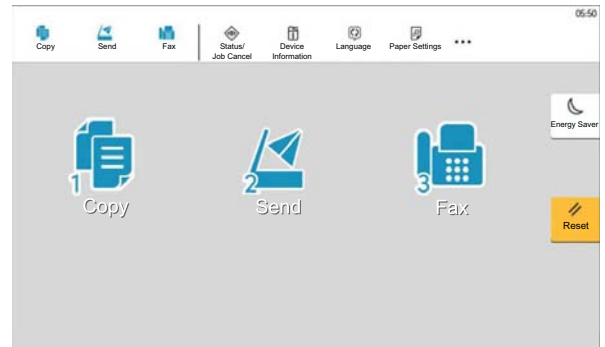 05:50
Copy
Send
Fax
Status/
Job Cancel
Device
Information
Language
Paper Settings
Energy Saver
1
Copy
2
Send
3
Fax
Reset